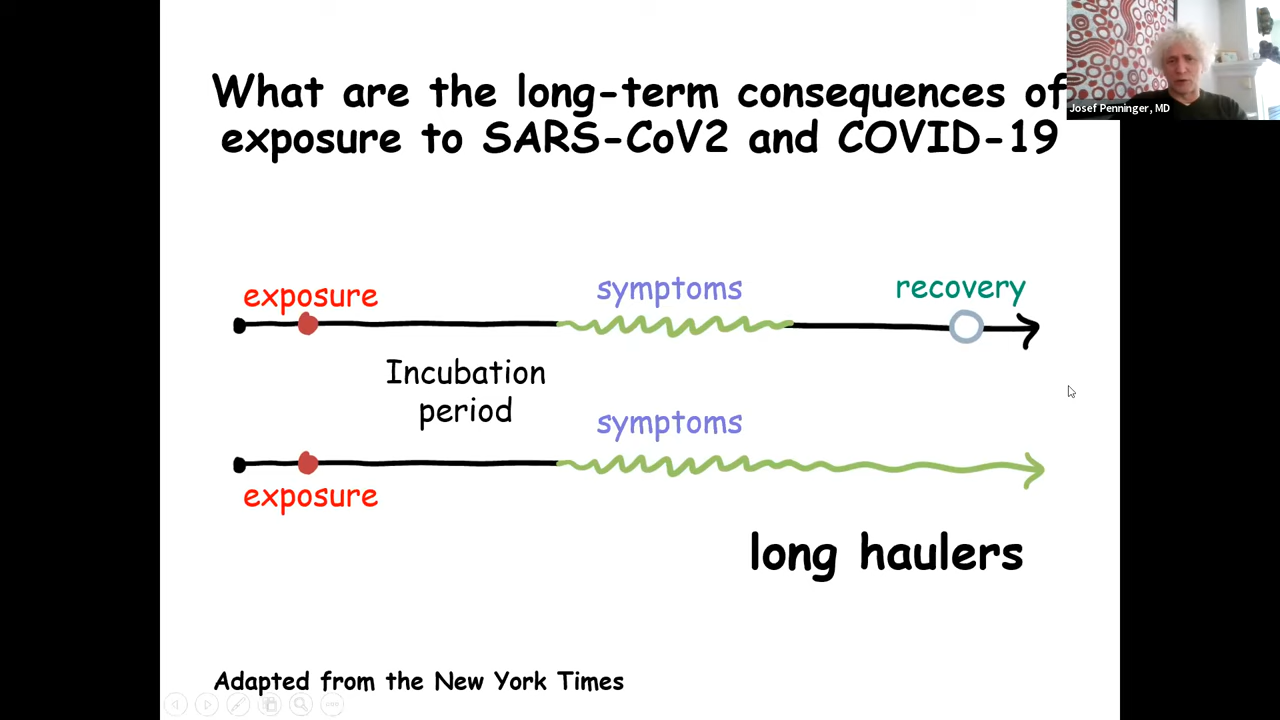 What are the long-term consequences of
exposure to SARS-CoV2 and COVID-19
Josef Penninger, MD
exposure
symptoms
recovery
Incubation
period
symptoms
exposure
long haulers
Adapted from the New York Times